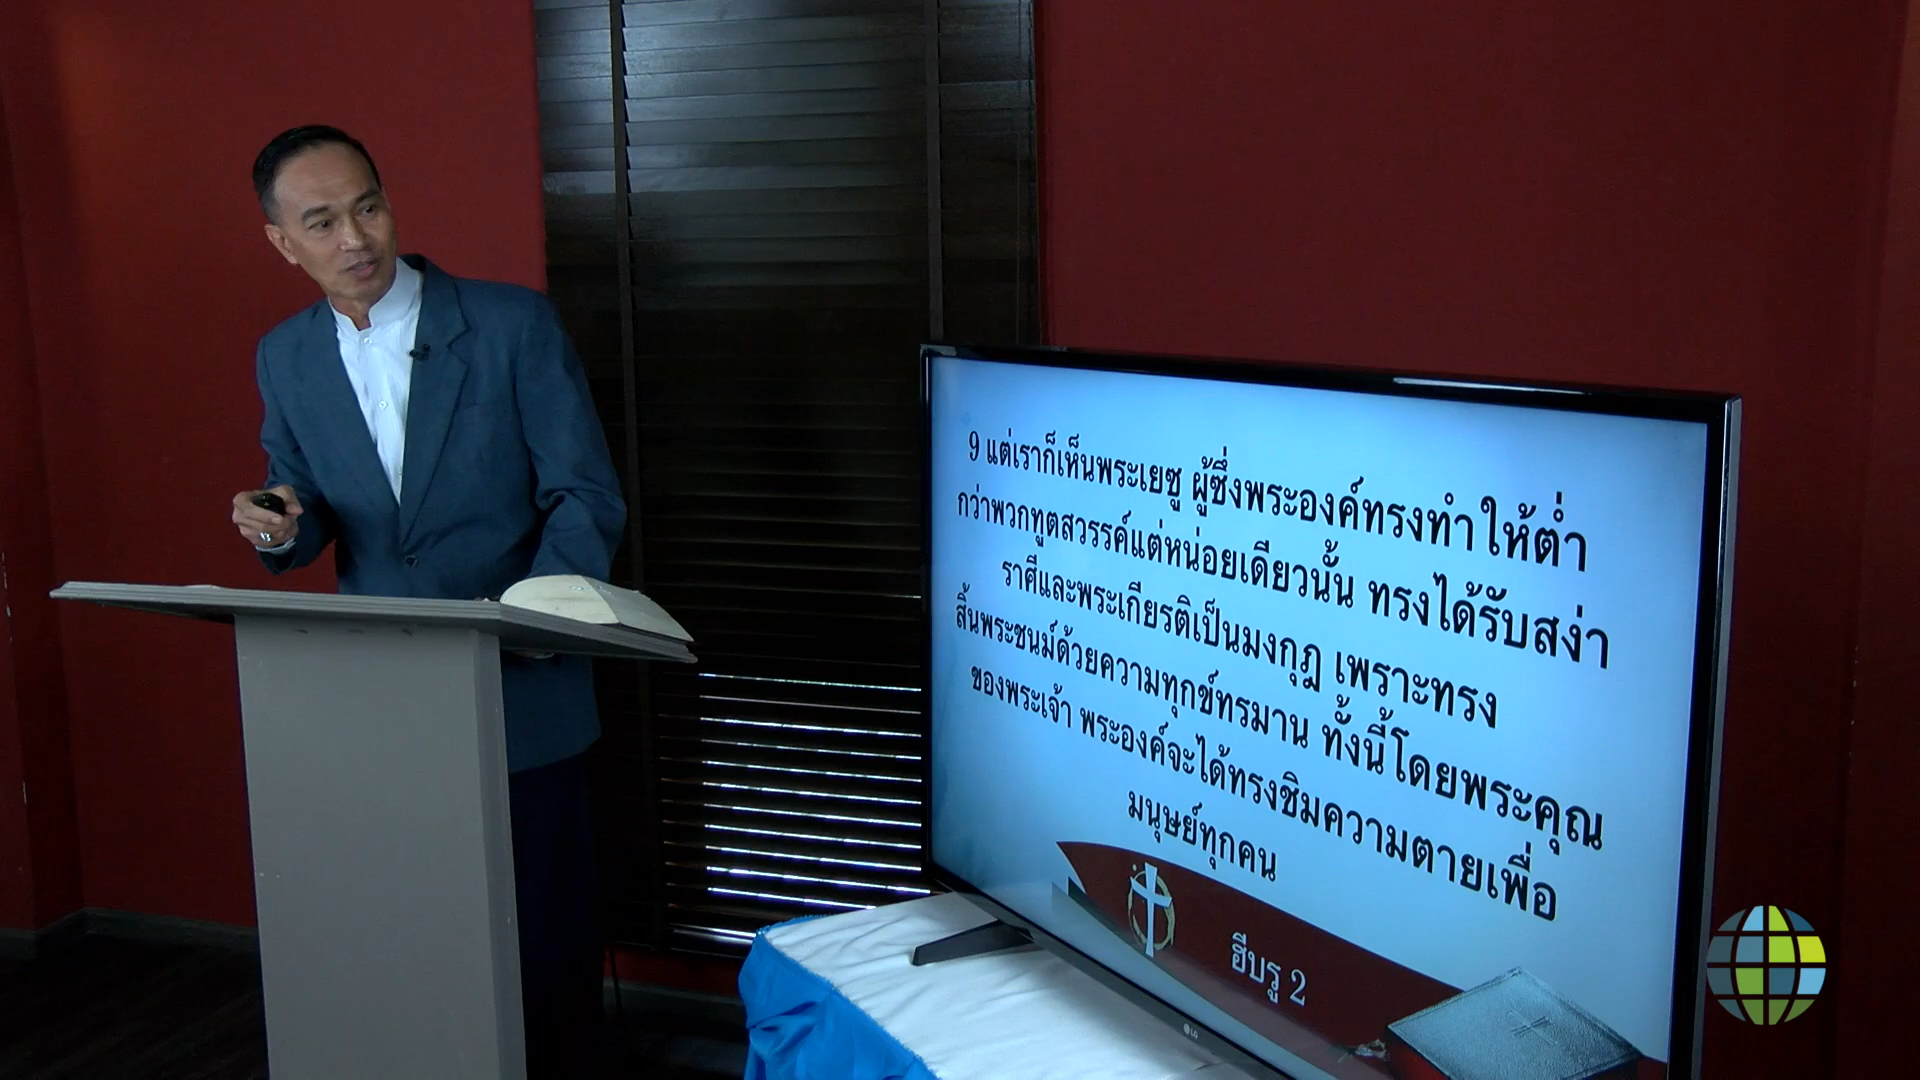 9 แต่เราก็เห็นพระเยซู ผู้ซึ่งพระองค์ทรงทำให้ต่ำ
กว่าพวกทูตสวรรค์แต่หน่อยเดียวนั้น ทรงได้รับสง่า
ราศีและพระเกียรติเป็นมงกุฎ เพราะทรง
สิ้นพระชนม์ด้วยความทุกข์ทรมาน ทั้งนี้โดยพระคุณ
ของพระเจ้า พระองค์จะได้ทรงชิมความตายเพื่อ
มนุษย์ทุกคน
ฮีบรู 2
LG